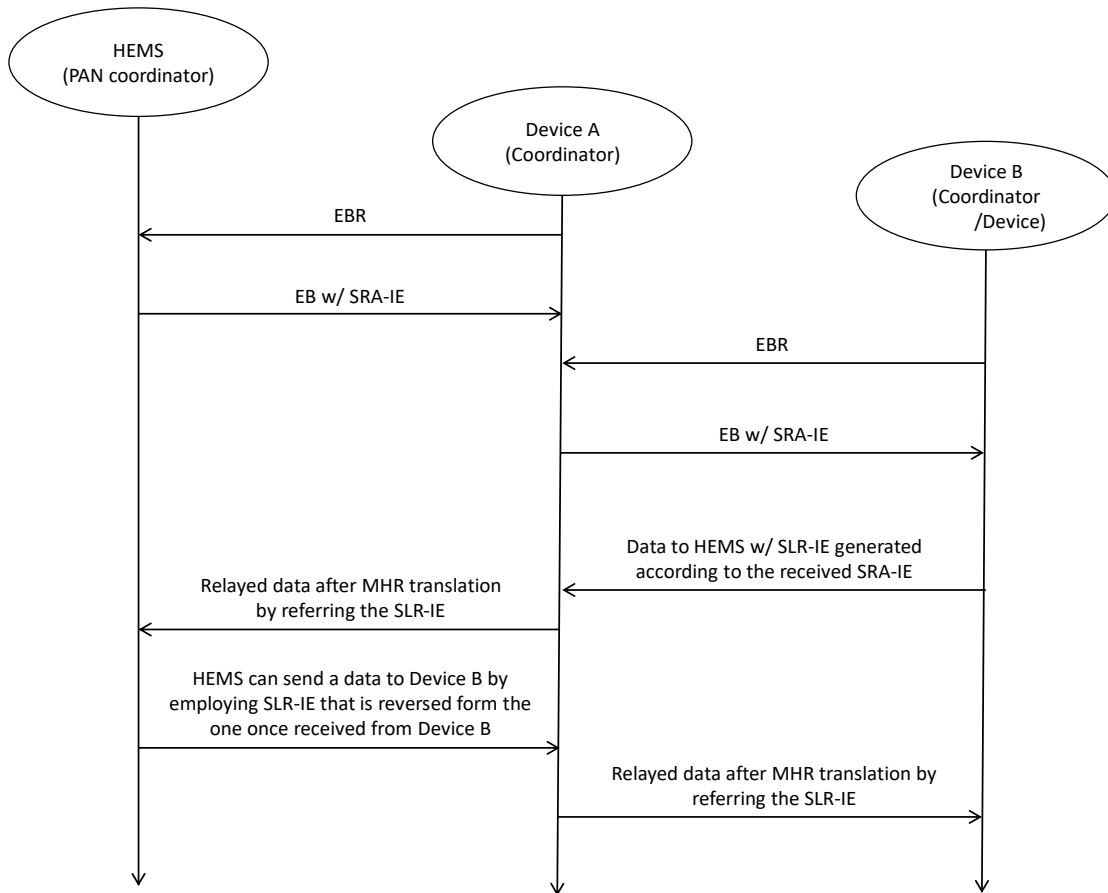 HEMS
(PAN coordinator)
Device A
(Coordinator)
Device B
(Coordinator
/Device)
EBR
EB w/ SRA-IE
EBR
EB w/ SRA-IE
Data to HEMS w/ SLR-IE generated
according to the received SRA-IE
Relayed data after MHR translation
by referring the SLR-IE
HEMS can send a data to Device B by
employing SLR-IE that is reversed form the
one once received from Device B
Relayed data after MHR translation by
referring the SLR-IE